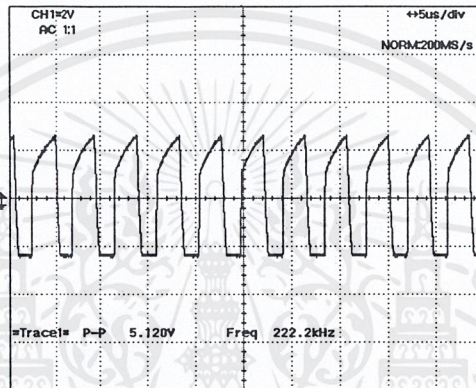 CH1=2V ↔5us/div
AC 1:1
NORM:200MS/s
=Trace1= P-P 5.120V Freq 222.2kHz